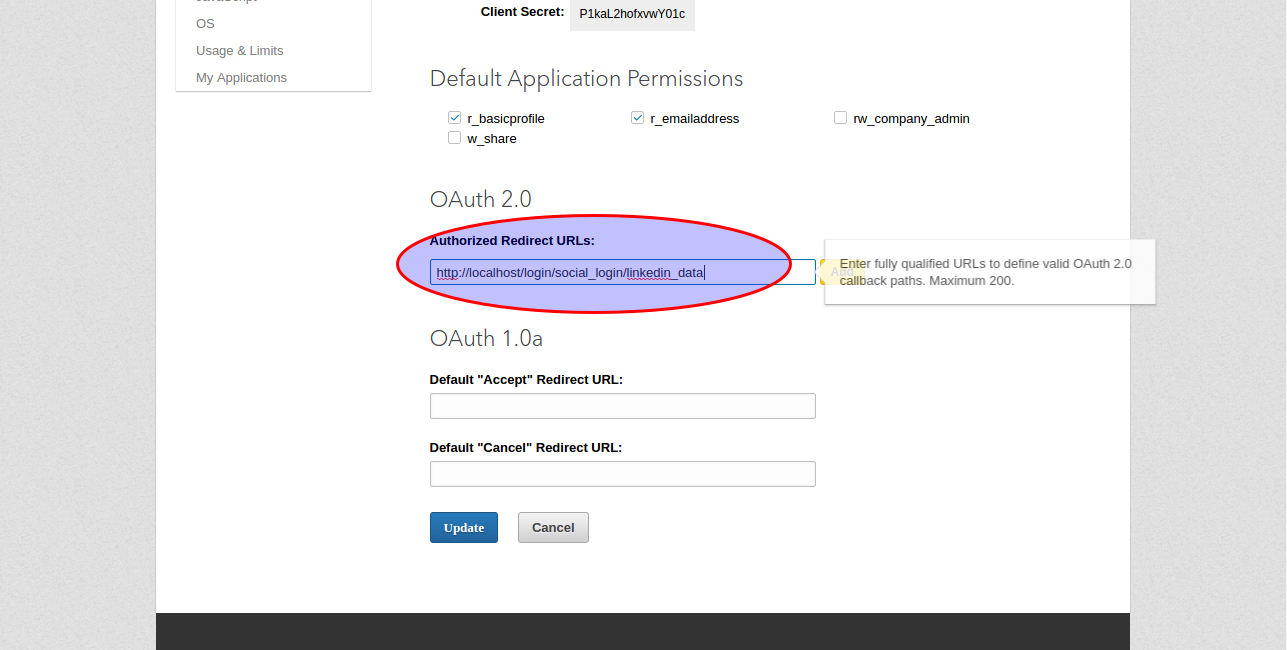 Client Secret: P1kaL2hofxvwY01c
JavaScript
OS
Usage & Limits
My Applications
Default Application Permissions
r_basicprofile r_emailaddress rw_company_admin
w_share
OAuth 2.0
Authorized Redirect URLs:
http://localhost/login/social_login/linkedin_data
Add
Enter fully qualified URLs to define valid OAuth 2.0
callback paths. Maximum 200.
OAuth 1.0a
Default "Accept" Redirect URL:
Default "Cancel" Redirect URL:
Update Cancel